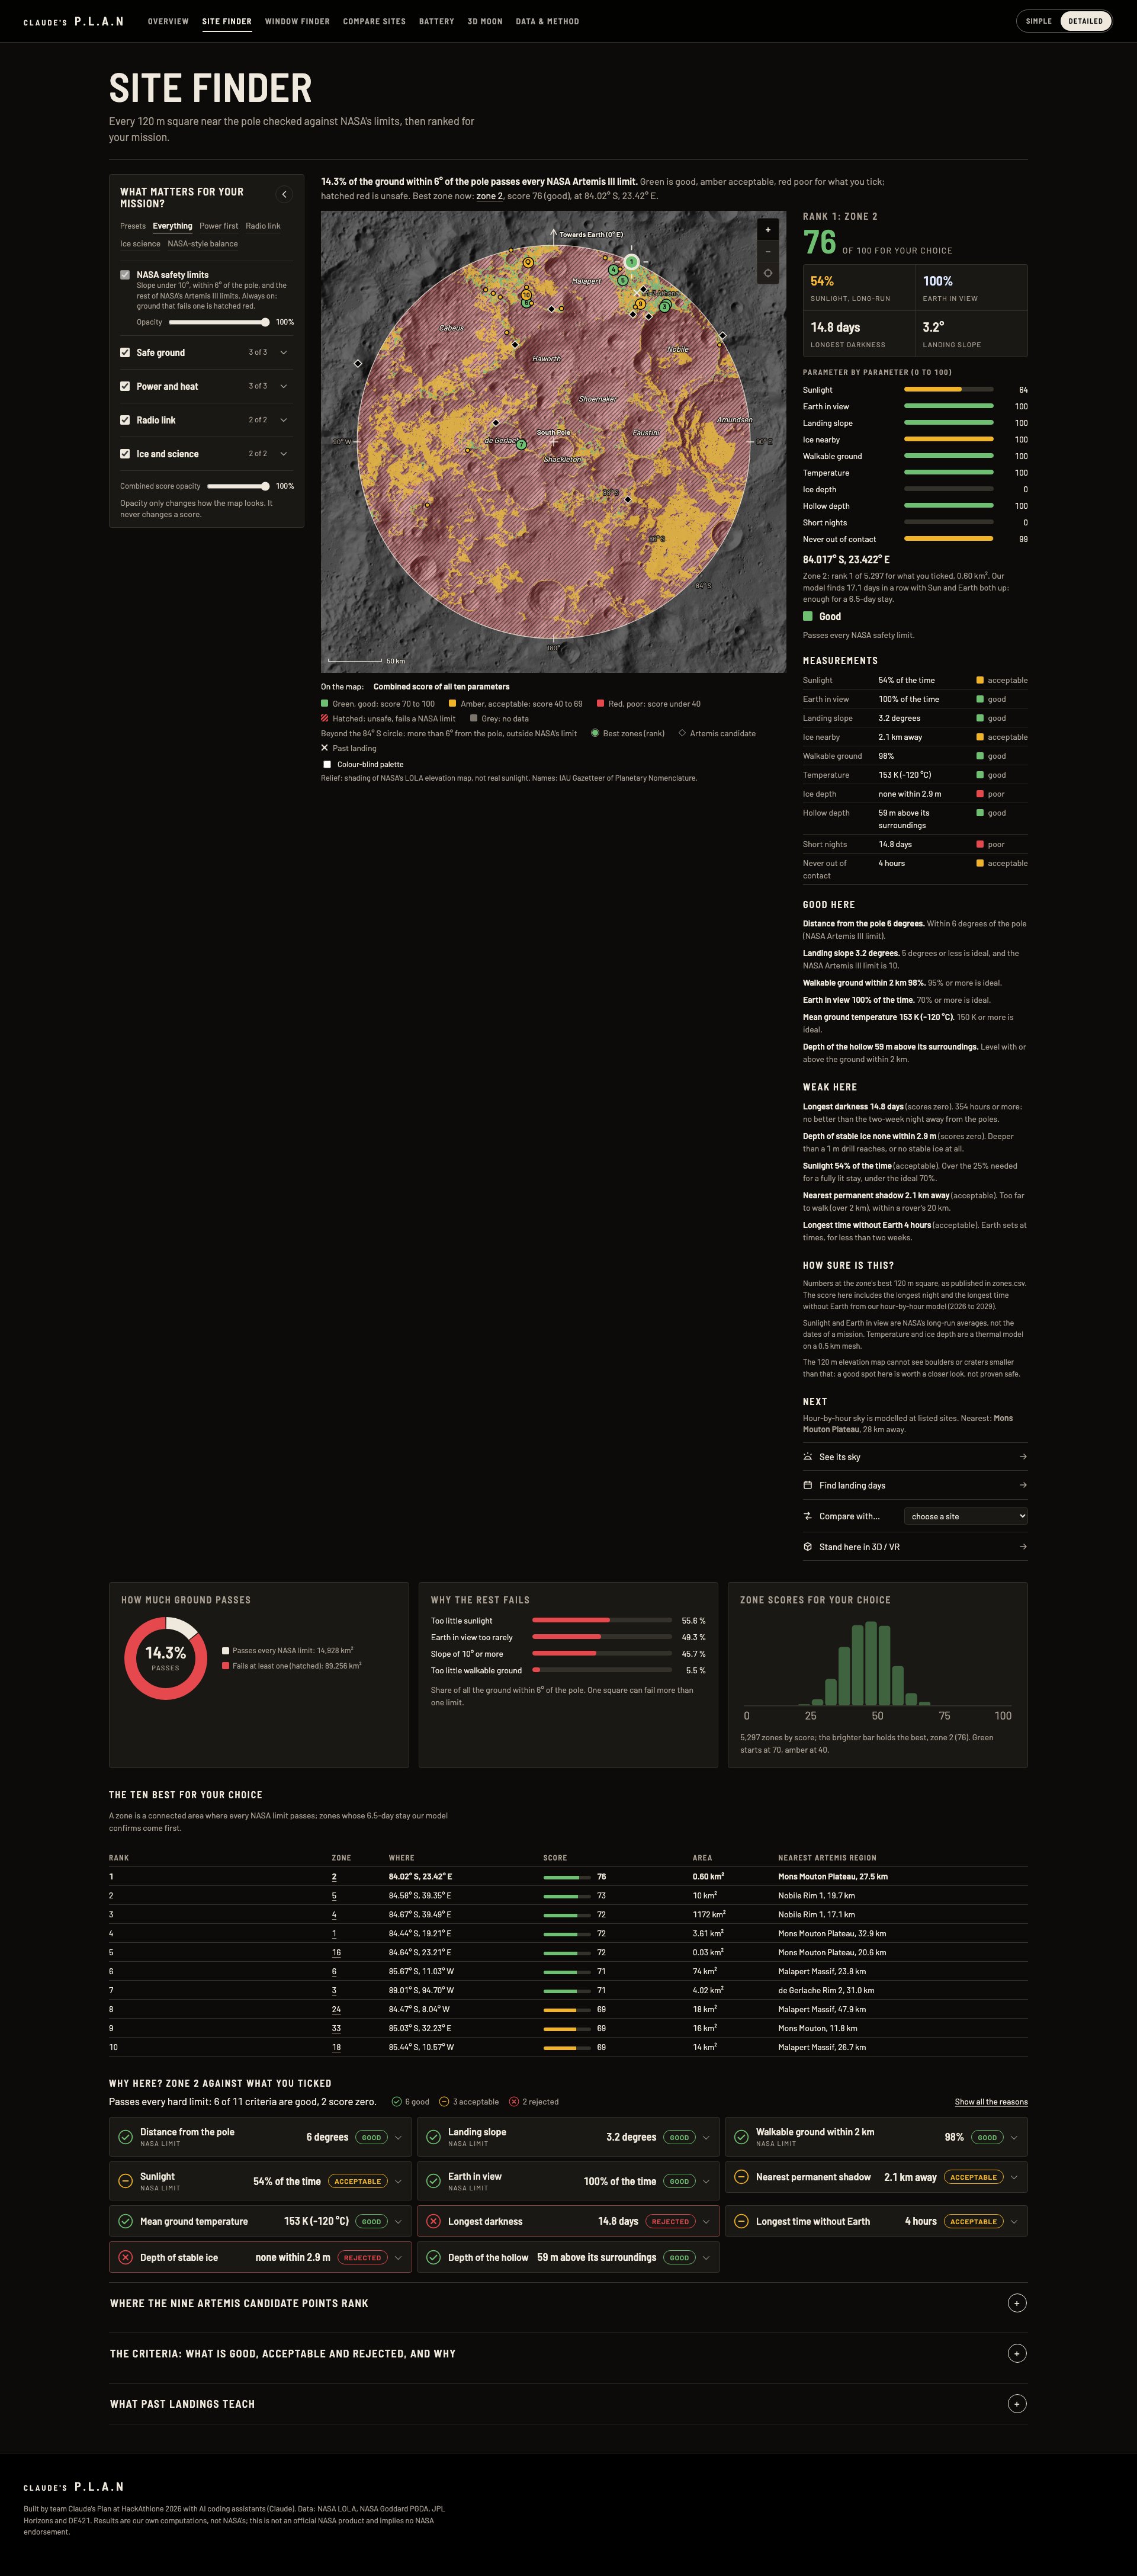 CLAUDE'S P.L.A.N
OVERVIEW
SITE FINDER
WINDOW FINDER
COMPARE SITES
BATTERY
3D MOON
DATA & METHOD
SIMPLE
DETAILED
SITE FINDER
Every 120 m square near the pole checked against NASA's limits, then ranked for
your mission.
WHAT MATTERS FOR YOUR
MISSION?
Presets Everything Power first Radio link
Ice science NASA-style balance
NASA safety limits
Slope under 10°, within 6° of the pole, and the
rest of NASA's Artemis III limits. Always on:
ground that fails one is hatched red.
Opacity 100%
Safe ground 3 of 3
Power and heat 3 of 3
Radio link 2 of 2
Ice and science 2 of 2
Combined score opacity 100%
Opacity only changes how the map looks. It
never changes a score.
14.3% of the ground within 6° of the pole passes every NASA Artemis III limit. Green is good, amber acceptable, red poor for what you tick;
hatched red is unsafe. Best zone now: zone 2, score 76 (good), at 84.02° S, 23.42° E.
Towards Earth (0° E)
+
−
1
4
5
Malapert
10
9
3
Cabeus
Nobile
Haworth
Shoemaker
Amundsen
South Pole
Faustini
de Gerlache
7
Shackleton
84° S
180°
50 km
On the map: Combined score of all ten parameters
Green, good: score 70 to 100
Amber, acceptable: score 40 to 69
Red, poor: score under 40
Hatched: unsafe, fails a NASA limit
Grey: no data
Beyond the 84° S circle: more than 6° from the pole, outside NASA's limit
Best zones (rank)
Artemis candidate
Past landing
Colour-blind palette
Relief: shading of NASA's LOLA elevation map, not real sunlight. Names: IAU Gazetteer of Planetary Nomenclature.
RANK 1: ZONE 2
76 OF 100 FOR YOUR CHOICE
54%
SUNLIGHT, LONG-RUN
100%
EARTH IN VIEW
14.8 days
LONGEST DARKNESS
3.2°
LANDING SLOPE
PARAMETER BY PARAMETER (0 TO 100)
Sunlight 64
Earth in view 100
Landing slope 100
Ice nearby 100
Walkable ground 100
Temperature 100
Ice depth 0
Hollow depth 100
Short nights 0
Never out of contact 99
84.017° S, 23.422° E
Zone 2: rank 1 of 5,297 for what you ticked, 0.60 km². Our
model finds 17.1 days in a row with Sun and Earth both up:
enough for a 6.5-day stay.
Good
Passes every NASA safety limit.
MEASUREMENTS
Sunlight 54% of the time acceptable
Earth in view 100% of the time good
Landing slope 3.2 degrees good
Ice nearby 2.1 km away acceptable
Walkable ground 98% good
Temperature 153 K (-120 °C) good
Ice depth none within 2.9 m poor
Hollow depth 59 m above its good
surroundings
Short nights 14.8 days poor
Never out of 4 hours acceptable
contact
GOOD HERE
Distance from the pole 6 degrees. Within 6 degrees of the pole
(NASA Artemis III limit).
Landing slope 3.2 degrees. 5 degrees or less is ideal, and the
NASA Artemis III limit is 10.
Walkable ground within 2 km 98%. 95% or more is ideal.
Earth in view 100% of the time. 70% or more is ideal.
Mean ground temperature 153 K (-120 °C). 150 K or more is
ideal.
Depth of the hollow 59 m above its surroundings. Level with or
above the ground within 2 km.
WEAK HERE
Longest darkness 14.8 days (scores zero). 354 hours or more:
no better than the two-week night away from the poles.
Depth of stable ice none within 2.9 m (scores zero). Deeper
than a 1 m drill reaches, or no stable ice at all.
Sunlight 54% of the time (acceptable). Over the 25% needed
for a fully lit stay, under the ideal 70%.
Nearest permanent shadow 2.1 km away (acceptable). Too far
to walk (over 2 km), within a rover's 20 km.
Longest time without Earth 4 hours (acceptable). Earth sets at
times, for less than two weeks.
HOW SURE IS THIS?
Numbers at the zone's best 120 m square, as published in zones.csv.
The score here includes the longest night and the longest time
without Earth from our hour-by-hour model (2026 to 2029).
Sunlight and Earth in view are NASA's long-run averages, not the
dates of a mission. Temperature and ice depth are a thermal model
on a 0.5 km mesh.
The 120 m elevation map cannot see boulders or craters smaller
than that: a good spot here is worth a closer look, not proven safe.
NEXT
Hour-by-hour sky is modelled at listed sites. Nearest: Mons
Mouton Plateau, 28 km away.
See its sky
Find landing days
Compare with... choose a site
Stand here in 3D / VR
HOW MUCH GROUND PASSES
14.3%
PASSES
Passes every NASA limit: 14,928 km²
Fails at least one (hatched): 89,256 km²
WHY THE REST FAILS
Too little sunlight 55.6 %
Earth in view too rarely 49.3 %
Slope of 10° or more 45.7 %
Too little walkable ground 5.5 %
Share of all the ground within 6° of the pole. One square can fail more than
one limit.
ZONE SCORES FOR YOUR CHOICE
0 25 50 75 100
5,297 zones by score; the brighter bar holds the best, zone 2 (76). Green
starts at 70, amber at 40.
THE TEN BEST FOR YOUR CHOICE
A zone is a connected area where every NASA limit passes; zones whose 6.5-day stay our model
confirms come first.
RANK ZONE WHERE SCORE AREA NEAREST ARTEMIS REGION
1 2 84.02° S, 23.42° E 76 0.60 km² Mons Mouton Plateau, 27.5 km
2 5 84.58° S, 39.35° E 73 10 km² Nobile Rim 1, 19.7 km
3 4 84.67° S, 39.49° E 72 1172 km² Nobile Rim 1, 17.1 km
4 1 84.44° S, 19.21° E 72 3.61 km² Mons Mouton Plateau, 32.9 km
5 16 84.64° S, 23.21° E 72 0.03 km² Mons Mouton Plateau, 20.6 km
6 6 85.67° S, 11.03° W 71 74 km² Malapert Massif, 23.8 km
7 3 89.01° S, 94.70° W 71 4.02 km² de Gerlache Rim 2, 31.0 km
8 24 84.47° S, 8.04° W 69 18 km² Malapert Massif, 47.9 km
9 33 85.03° S, 32.23° E 69 16 km² Mons Mouton, 11.8 km
10 18 85.44° S, 10.57° W 69 14 km² Malapert Massif, 26.7 km
WHY HERE? ZONE 2 AGAINST WHAT YOU TICKED
Passes every hard limit: 6 of 11 criteria are good, 2 score zero. 6 good 3 acceptable 2 rejected Show all the reasons
Distance from the pole 6 degrees GOOD
NASA LIMIT
Landing slope 3.2 degrees GOOD
NASA LIMIT
Walkable ground within 2 km 98% GOOD
NASA LIMIT
Sunlight 54% of the time ACCEPTABLE
NASA LIMIT
Earth in view 100% of the time GOOD
NASA LIMIT
Nearest permanent shadow 2.1 km away ACCEPTABLE
Mean ground temperature 153 K (-120 °C) GOOD
Longest darkness 14.8 days REJECTED
Longest time without Earth 4 hours ACCEPTABLE
Depth of stable ice none within 2.9 m REJECTED
Depth of the hollow 59 m above its surroundings GOOD
WHERE THE NINE ARTEMIS CANDIDATE POINTS RANK
+
THE CRITERIA: WHAT IS GOOD, ACCEPTABLE AND REJECTED, AND WHY
+
WHAT PAST LANDINGS TEACH
+
CLAUDE'S P.L.A.N
Built by team Claude's Plan at HackAthlone 2026 with AI coding assistants (Claude). Data: NASA LOLA, NASA Goddard PGDA, JPL
Horizons and DE421. Results are our own computations, not NASA's; this is not an official NASA product and implies no NASA
endorsement.